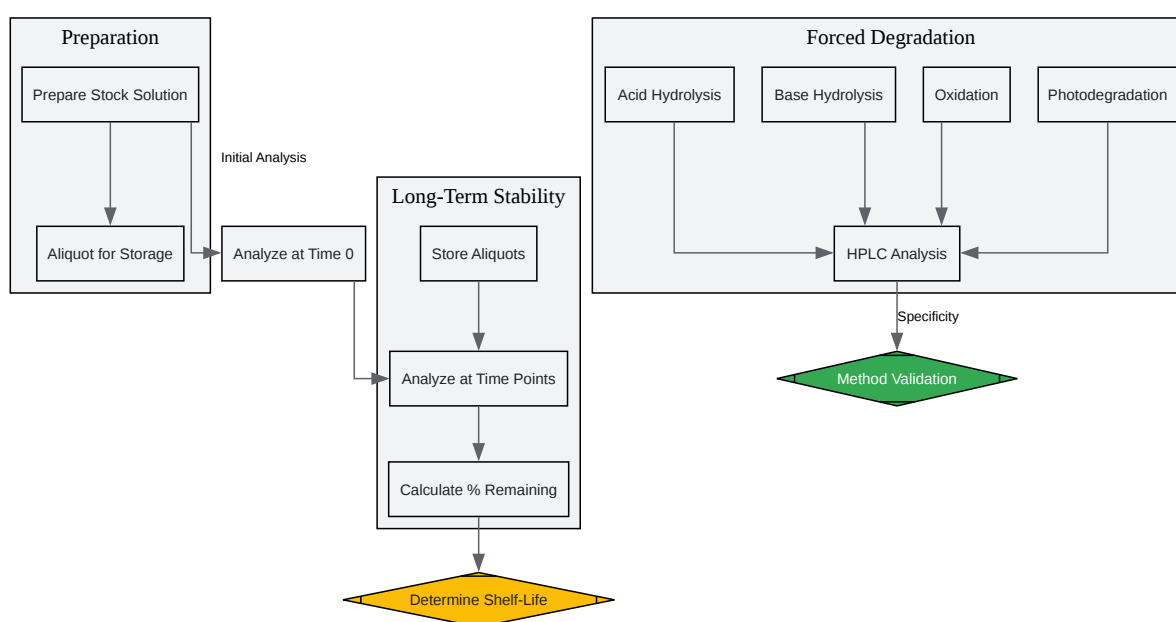 Preparation
Prepare Stock Solution
Initial Analysis
Aliquot for Storage
Analyze at Time 0
Long-Term Stability
Store Aliquots
Analyze at Time Points
Calculate % Remaining
Determine Shelf-Life
Forced Degradation
Acid Hydrolysis
Base Hydrolysis
Oxidation
Photodegradation
HPLC Analysis
Specificity
Method Validation